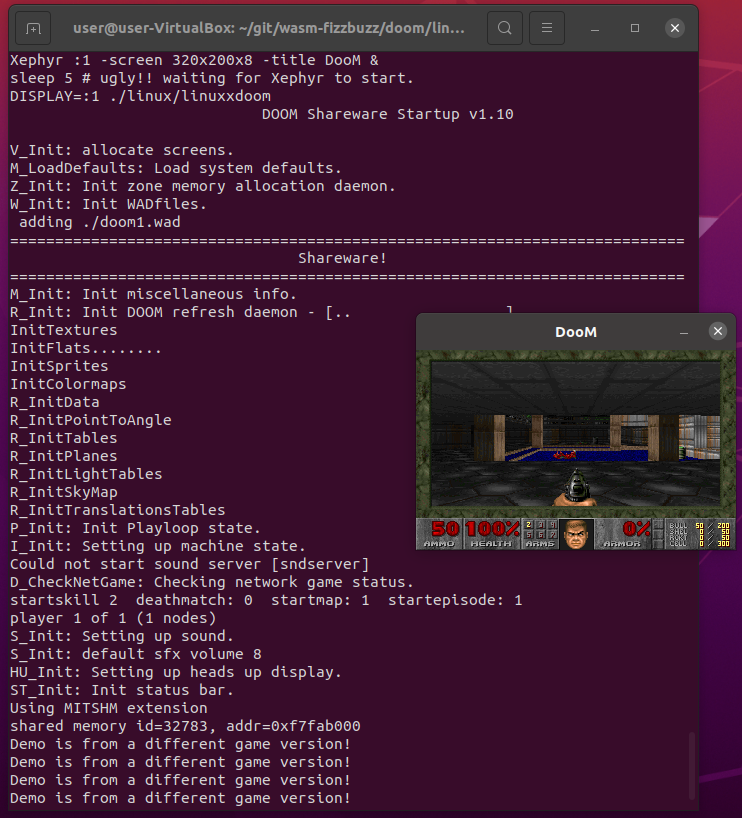 user@user-VirtualBox: ~/git/wasm-fizzbuzz/doom/lin...
Xephyr :1 -screen 320x200x8 -title DooM &
sleep 5 # ugly!! waiting for Xephyr to start.
DISPLAY=:1 ./linux/linuxxdoom
DOOM Shareware Startup v1.10
V_Init: allocate screens.
M_LoadDefaults: Load system defaults.
Z_Init: Init zone memory allocation daemon.
W_Init: Init WADfiles.
adding ./doom1.wad
===========================================================================
Shareware!
===========================================================================
M_Init: Init miscellaneous info.
R_Init: Init DOOM refresh daemon - [..                 ]
InitTextures
InitFlats........
InitSprites
InitColormaps
R_InitData
R_InitPointToAngle
R_InitTables
R_InitPlanes
R_InitLightTables
R_InitSkyMap
R_InitTranslationsTables
P_Init: Init Playloop state.
I_Init: Setting up machine state.
Could not start sound server [sndserver]
D_CheckNetGame: Checking network game status.
startskill 2  deathmatch: 0  startmap: 1  startepisode: 1
player 1 of 1 (1 nodes)
S_Init: Setting up sound.
S_Init: default sfx volume 8
HU_Init: Setting up heads up display.
ST_Init: Init status bar.
Using MITSHM extension
shared memory id=32783, addr=0xf7fab000
Demo is from a different game version!
Demo is from a different game version!
Demo is from a different game version!
Demo is from a different game version!
DooM
50 100% 2 3 4 0%
5 6 7
AMMO HEALTH ARMS ARMOR
BULL 50 / 200
SHEL 0 / 50
RCKT 0 / 50
CELL 0 / 300